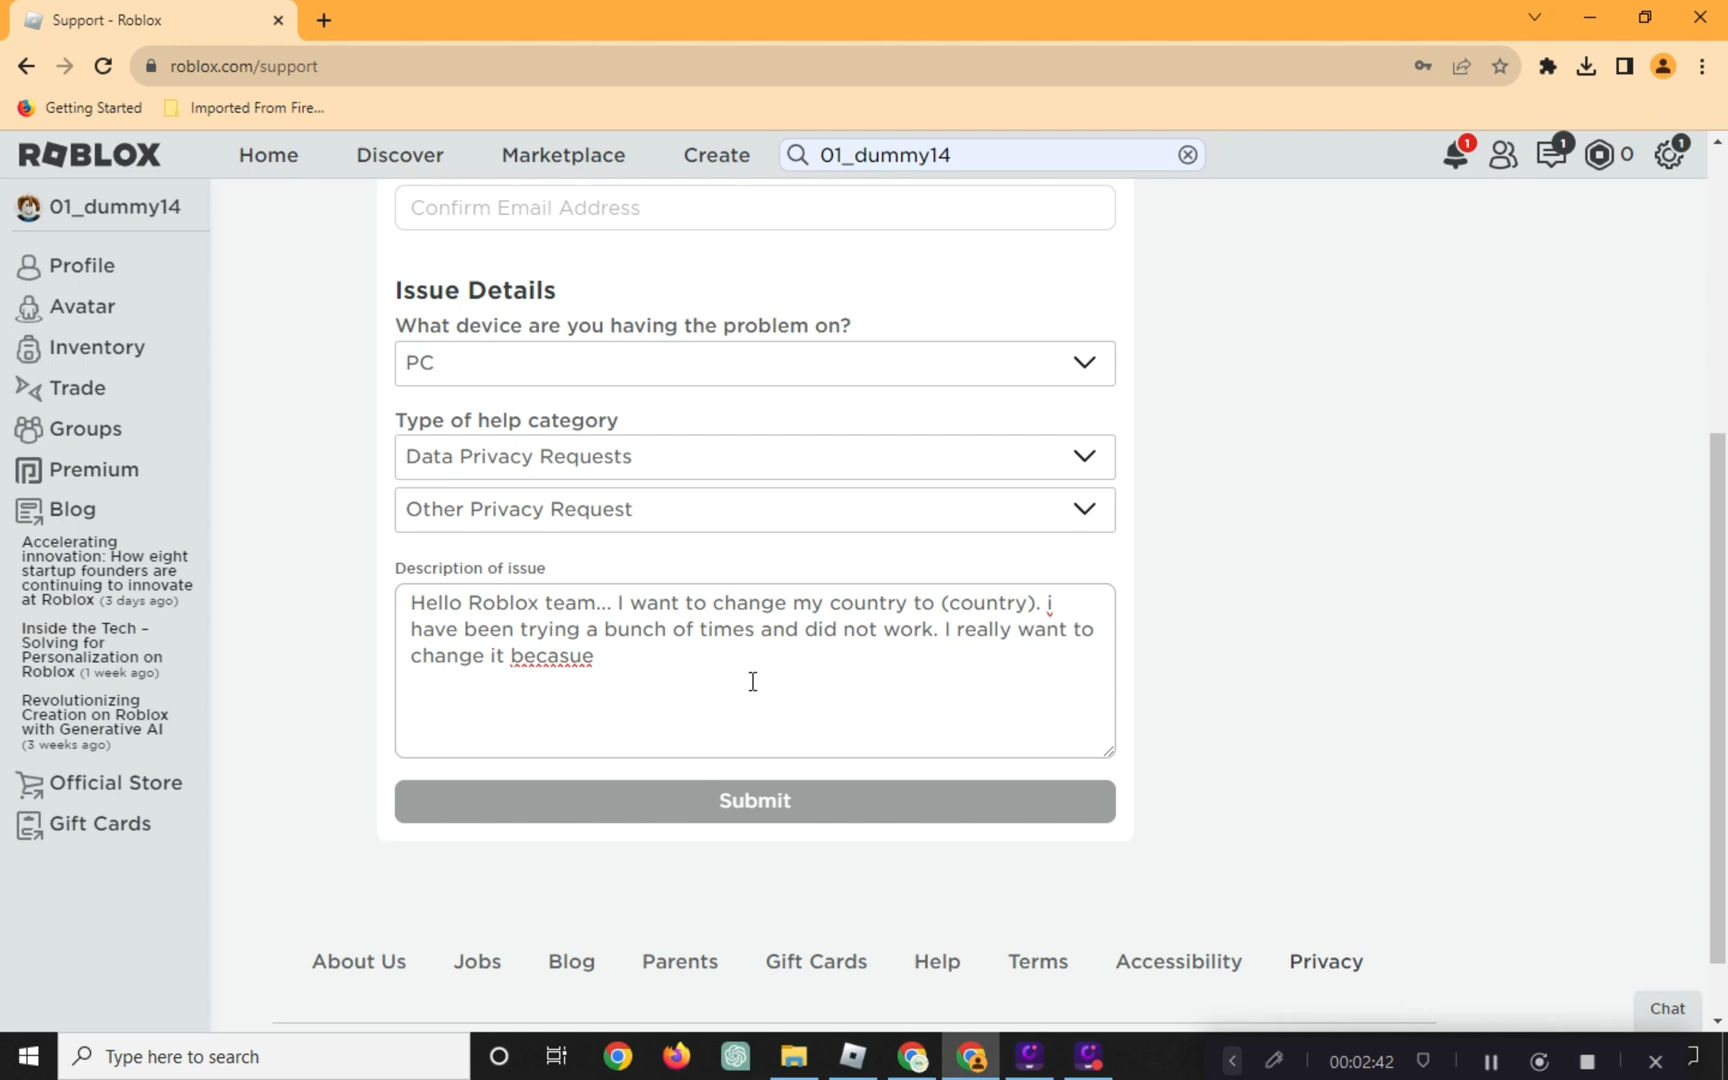 Support - Roblox
roblox.com/support
Getting Started
Imported From Fire...
ROBLOX
Home
Discover
Marketplace
Create
01_dummy14
1
1
0
1
01_dummy14
Profile
Avatar
Inventory
Trade
Groups
Premium
Blog
Accelerating
innovation: How eight
startup founders are
continuing to innovate
at Roblox (3 days ago)
Inside the Tech –
Solving for
Personalization on
Roblox (1 week ago)
Revolutionizing
Creation on Roblox
with Generative AI
(3 weeks ago)
Official Store
Gift Cards
Confirm Email Address
Issue Details
What device are you having the problem on?
PC
Type of help category
Data Privacy Requests
Other Privacy Request
Description of issue
Hello Roblox team... I want to change my country to (country). i
have been trying a bunch of times and did not work. I really want to
change it becasue
Submit
About Us
Jobs
Blog
Parents
Gift Cards
Help
Terms
Accessibility
Privacy
Chat
Type here to search
00:02:42